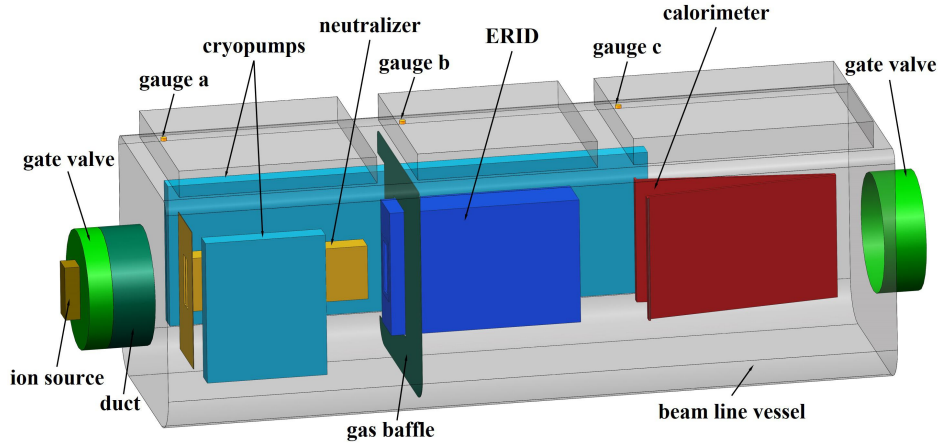 calorimeter
neutralizer
ERID
cryopumps
gauge a
gauge b
gauge c
gate valve
gate valve
ion source
duct
gas baffle
beam line vessel